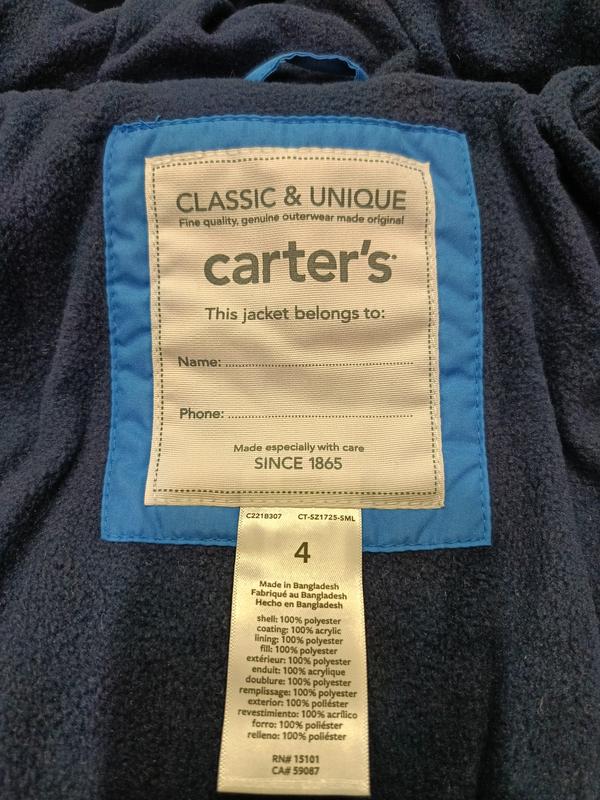 CLASSIC & UNIQUE
Fine quality, genuine outerwear made original
carter's
This jacket belongs to:
Name:
Phone:
Made especially with care
SINCE 1865
C2218307 CT-SZ1725-SML
4
Made in Bangladesh
Fabriqué au Bangladesh
Hecho en Bangladesh
shell: 100% polyester
coating: 100% acrylic
lining: 100% polyester
fill: 100% polyester
extérieur: 100% polyester
enduit: 100% acrylique
doublure: 100% polyester
remplissage: 100% polyester
exterior: 100% poliéster
revestimiento: 100% acrílico
forro: 100% poliéster
relleno: 100% poliéster
RN# 15101
CA# 59087